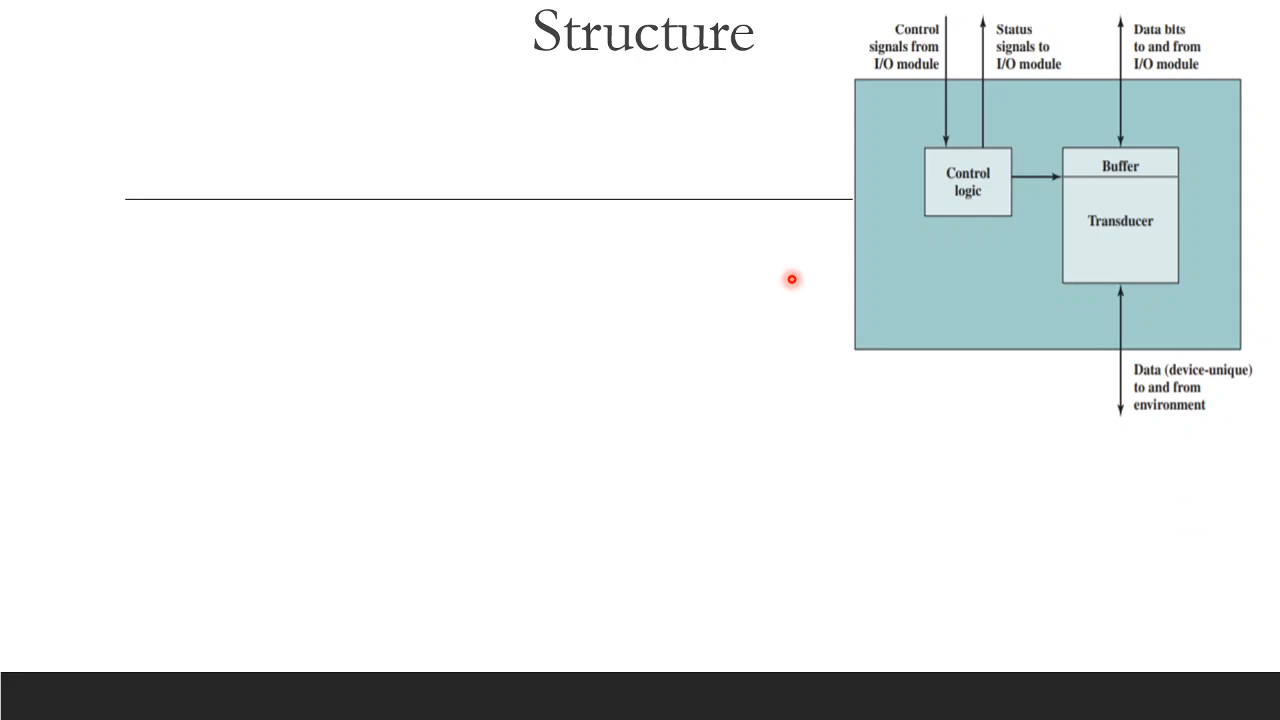 Structure
Control
signals from
I/O module
Status
signals to
I/O module
Data bits
to and from
I/O module
Control
logic
Buffer
Transducer
Data (device-unique)
to and from
environment